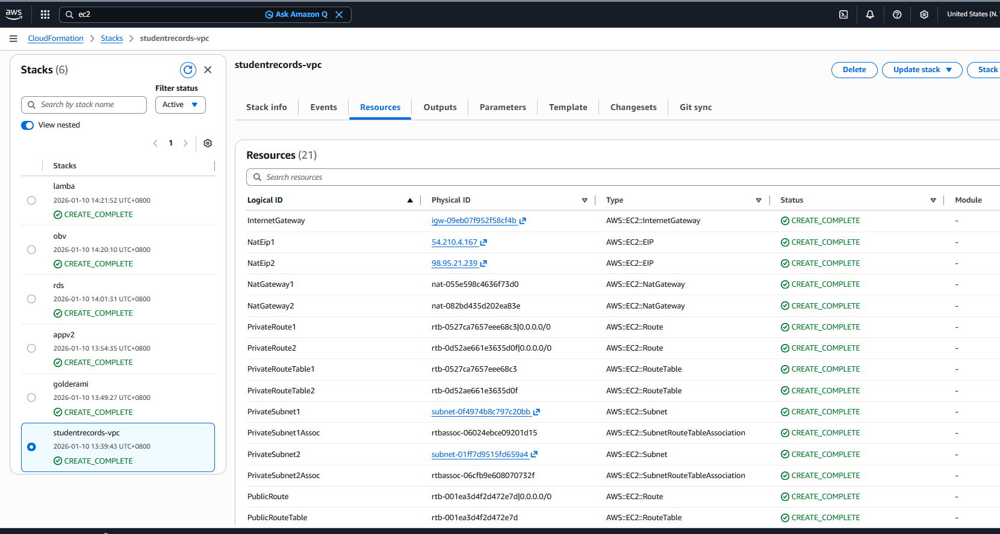 aws
ec2
Ask Amazon Q
United States (N.
CloudFormation
Stacks
studentrecords-vpc
Stacks (6)
Filter status
Search by stack name
Active
View nested
1
Stacks
lamba
2026-01-10 14:21:52 UTC+0800
CREATE_COMPLETE
obv
2026-01-10 14:20:10 UTC+0800
CREATE_COMPLETE
rds
2026-01-10 14:01:31 UTC+0800
CREATE_COMPLETE
appv2
2026-01-10 13:54:35 UTC+0800
CREATE_COMPLETE
golderami
2026-01-10 13:49:27 UTC+0800
CREATE_COMPLETE
studentrecords-vpc
2026-01-10 13:39:43 UTC+0800
CREATE_COMPLETE
studentrecords-vpc
Delete
Update stack
Stack
Stack info
Events
Resources
Outputs
Parameters
Template
Changesets
Git sync
Resources (21)
Search resources
Logical ID Physical ID Type Status Module
InternetGateway igw-09eb07f952f58cf4b AWS::EC2::InternetGateway CREATE_COMPLETE -
NatEip1 54.210.4.167 AWS::EC2::EIP CREATE_COMPLETE -
NatEip2 98.95.21.239 AWS::EC2::EIP CREATE_COMPLETE -
NatGateway1 nat-055e598c4636f73d0 AWS::EC2::NatGateway CREATE_COMPLETE -
NatGateway2 nat-082bd435d202ea83e AWS::EC2::NatGateway CREATE_COMPLETE -
PrivateRoute1 rtb-0527ca7657eee68c3|0.0.0.0/0 AWS::EC2::Route CREATE_COMPLETE -
PrivateRoute2 rtb-0d52ae661e3635d0f|0.0.0.0/0 AWS::EC2::Route CREATE_COMPLETE -
PrivateRouteTable1 rtb-0527ca7657eee68c3 AWS::EC2::RouteTable CREATE_COMPLETE -
PrivateRouteTable2 rtb-0d52ae661e3635d0f AWS::EC2::RouteTable CREATE_COMPLETE -
PrivateSubnet1 subnet-0f4974b8c797c20bb AWS::EC2::Subnet CREATE_COMPLETE -
PrivateSubnet1Assoc rtbassoc-06024ebce09201d15 AWS::EC2::SubnetRouteTableAssociation CREATE_COMPLETE -
PrivateSubnet2 subnet-01ff7d9515fd659a4 AWS::EC2::Subnet CREATE_COMPLETE -
PrivateSubnet2Assoc rtbassoc-06cfb9e608070732f AWS::EC2::SubnetRouteTableAssociation CREATE_COMPLETE -
PublicRoute rtb-001ea3d4f2d472e7d|0.0.0.0/0 AWS::EC2::Route CREATE_COMPLETE -
PublicRouteTable rtb-001ea3d4f2d472e7d AWS::EC2::RouteTable CREATE_COMPLETE -